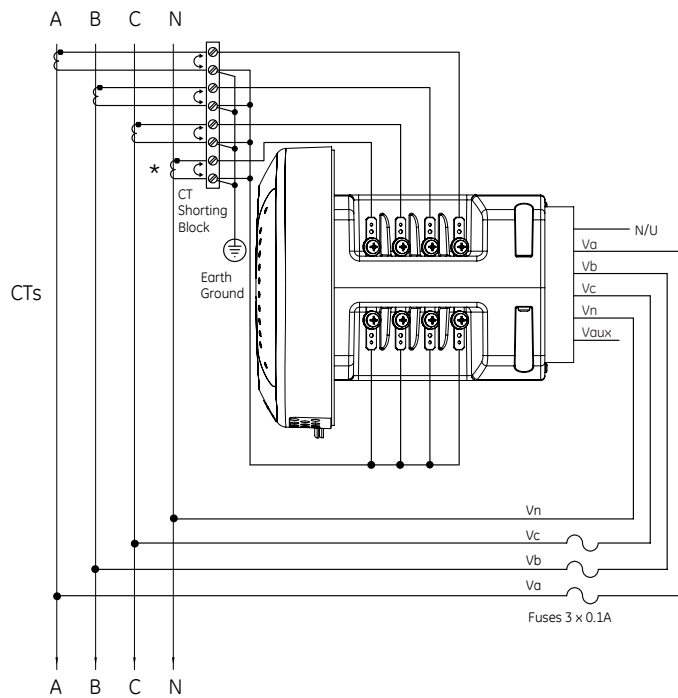 A B C N
*
CT
Shorting
Block
Earth
Ground
CTs
N/U
Va
Vb
Vc
Vn
Vaux
Vn
Vc
Vb
Va
Fuses 3 x 0.1A
A B C N